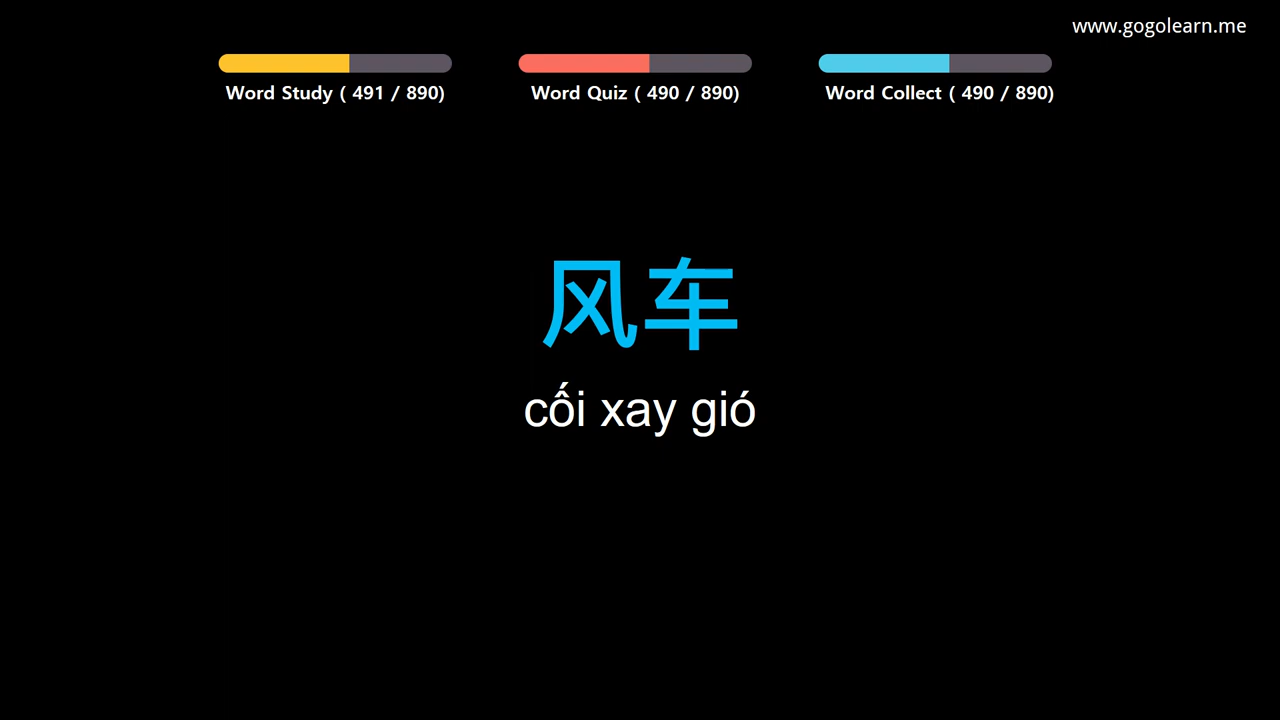 www.gogolearn.me
Word Study ( 491 / 890)
Word Quiz ( 490 / 890)
Word Collect ( 490 / 890)
风车
cối xay gió